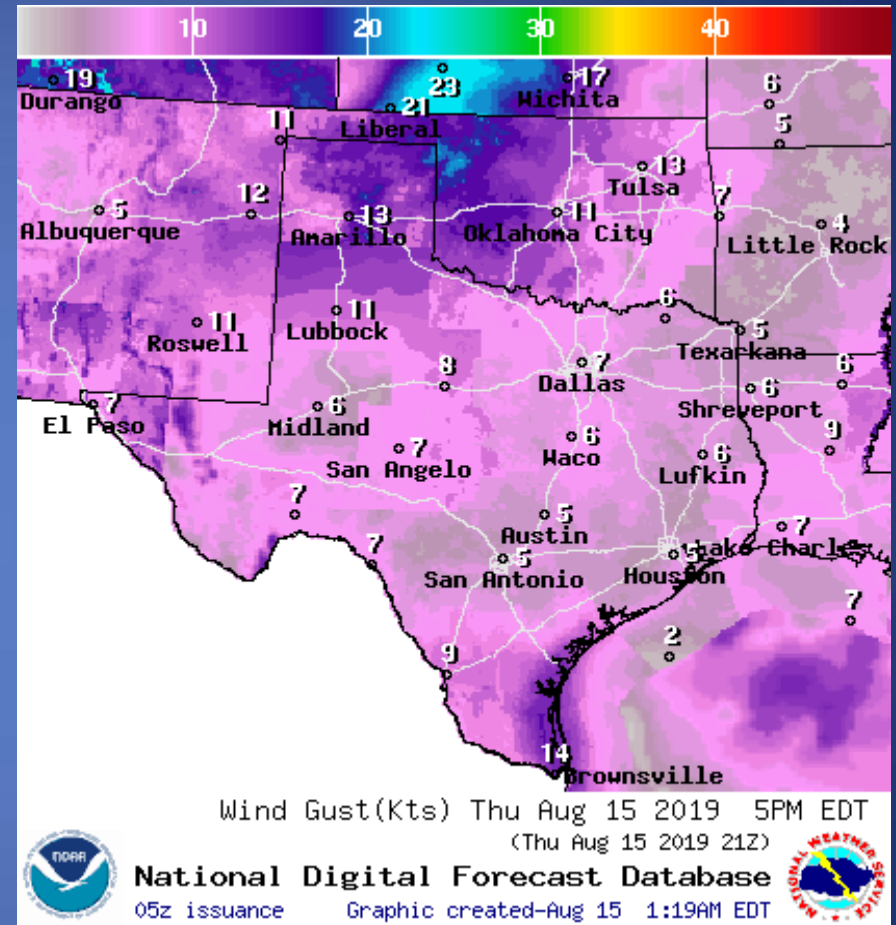 10 20 30 40
19 23 17 6
Durango 21 Wichita
11 Liberal 5
13
Tulsa
5 12 13 11 7 4
Albuquerque Amarillo Oklahoma City Little Rock
11 11 6 5
Roswell Lubbock Texarkana
8 7 6 6
Dallas Shreveport
7 6
El Paso Midland
7 6 6 9
San Angelo Waco Lufkin
7 5 7
Austin Lake Charles
7 5 5
San Antonio Houston
7
2
9
14
Brownsville
Wind Gust(Kts) Thu Aug 15 2019 5PM EDT
(Thu Aug 15 2019 21Z)
National Digital Forecast Database
05z issuance Graphic created-Aug 15 1:19AM EDT
NOAA
NATIONAL WEATHER SERVICE